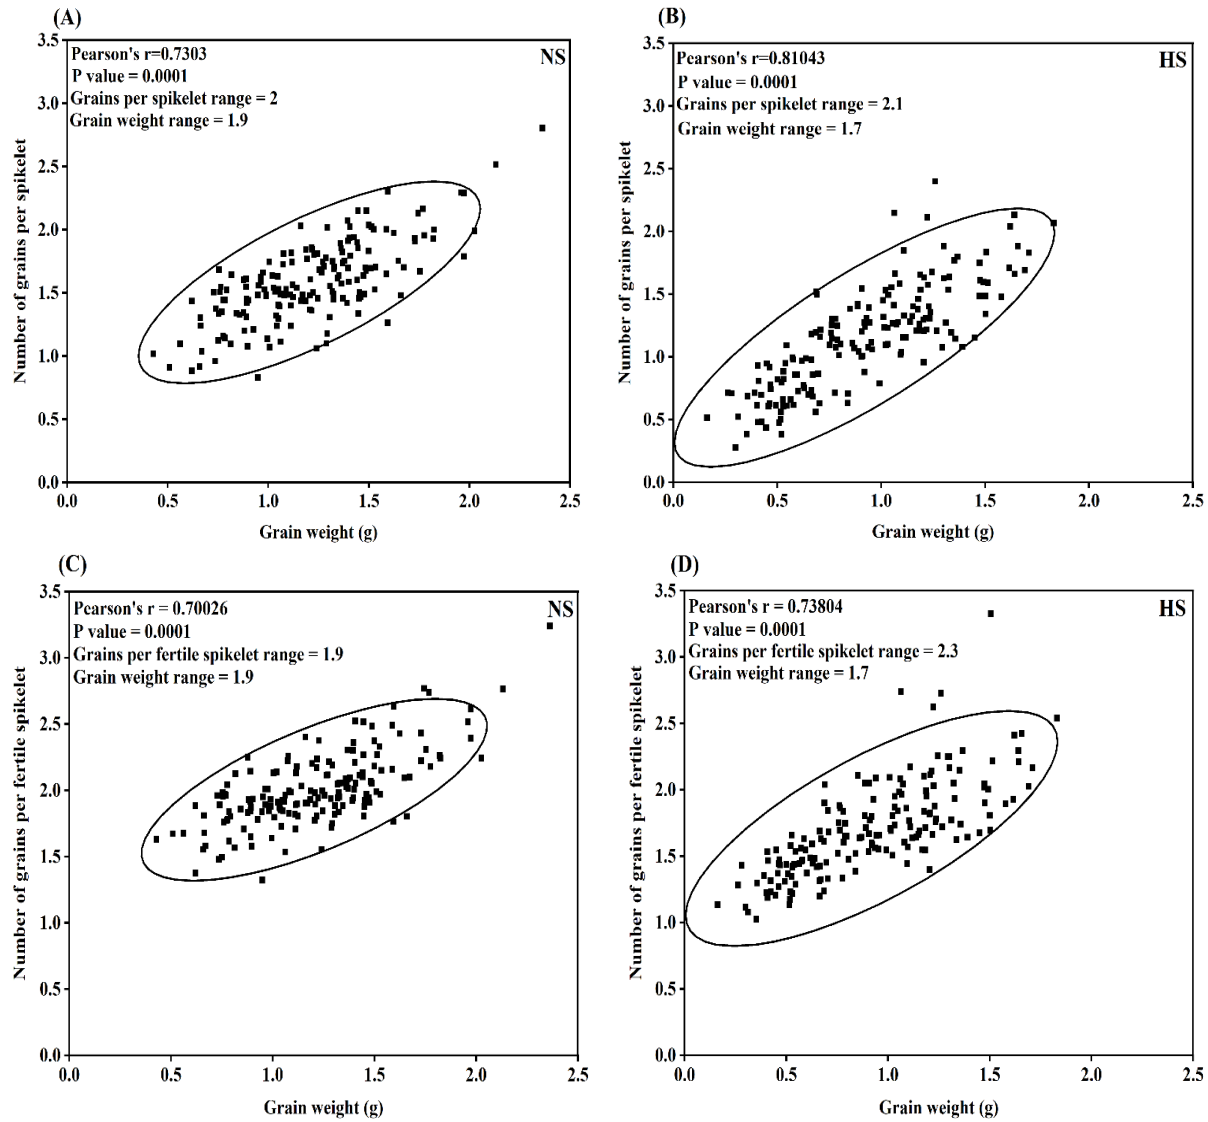 (A)
Pearson's r=0.7303
P value = 0.0001
Grains per spikelet range = 2
Grain weight range = 1.9
NS
Number of grains per spikelet
3.5
3.0
2.5
2.0
1.5
1.0
0.5
0.0
0.0 0.5 1.0 1.5 2.0 2.5
Grain weight (g)
(B)
Pearson's r=0.81043
P value = 0.0001
Grains per spikelet range = 2.1
Grain weight range = 1.7
HS
Number of grains per spikelet
3.5
3.0
2.5
2.0
1.5
1.0
0.5
0.0
0.0 0.5 1.0 1.5 2.0 2.5
Grain weight (g)
(C)
Pearson's r = 0.70026
P value = 0.0001
Grains per fertile spikelet range = 1.9
Grain weight range = 1.9
NS
Number of grains per fertile spikelet
3.5
3.0
2.5
2.0
1.5
1.0
0.5
0.0
0.0 0.5 1.0 1.5 2.0 2.5
Grain weight (g)
(D)
Pearson's r = 0.73804
P value = 0.0001
Grains per fertile spikelet range = 2.3
Grain weight range = 1.7
HS
Number of grains per fertile spikelet
3.5
3.0
2.5
2.0
1.5
1.0
0.5
0.0
0.0 0.5 1.0 1.5 2.0 2.5
Grain weight (g)